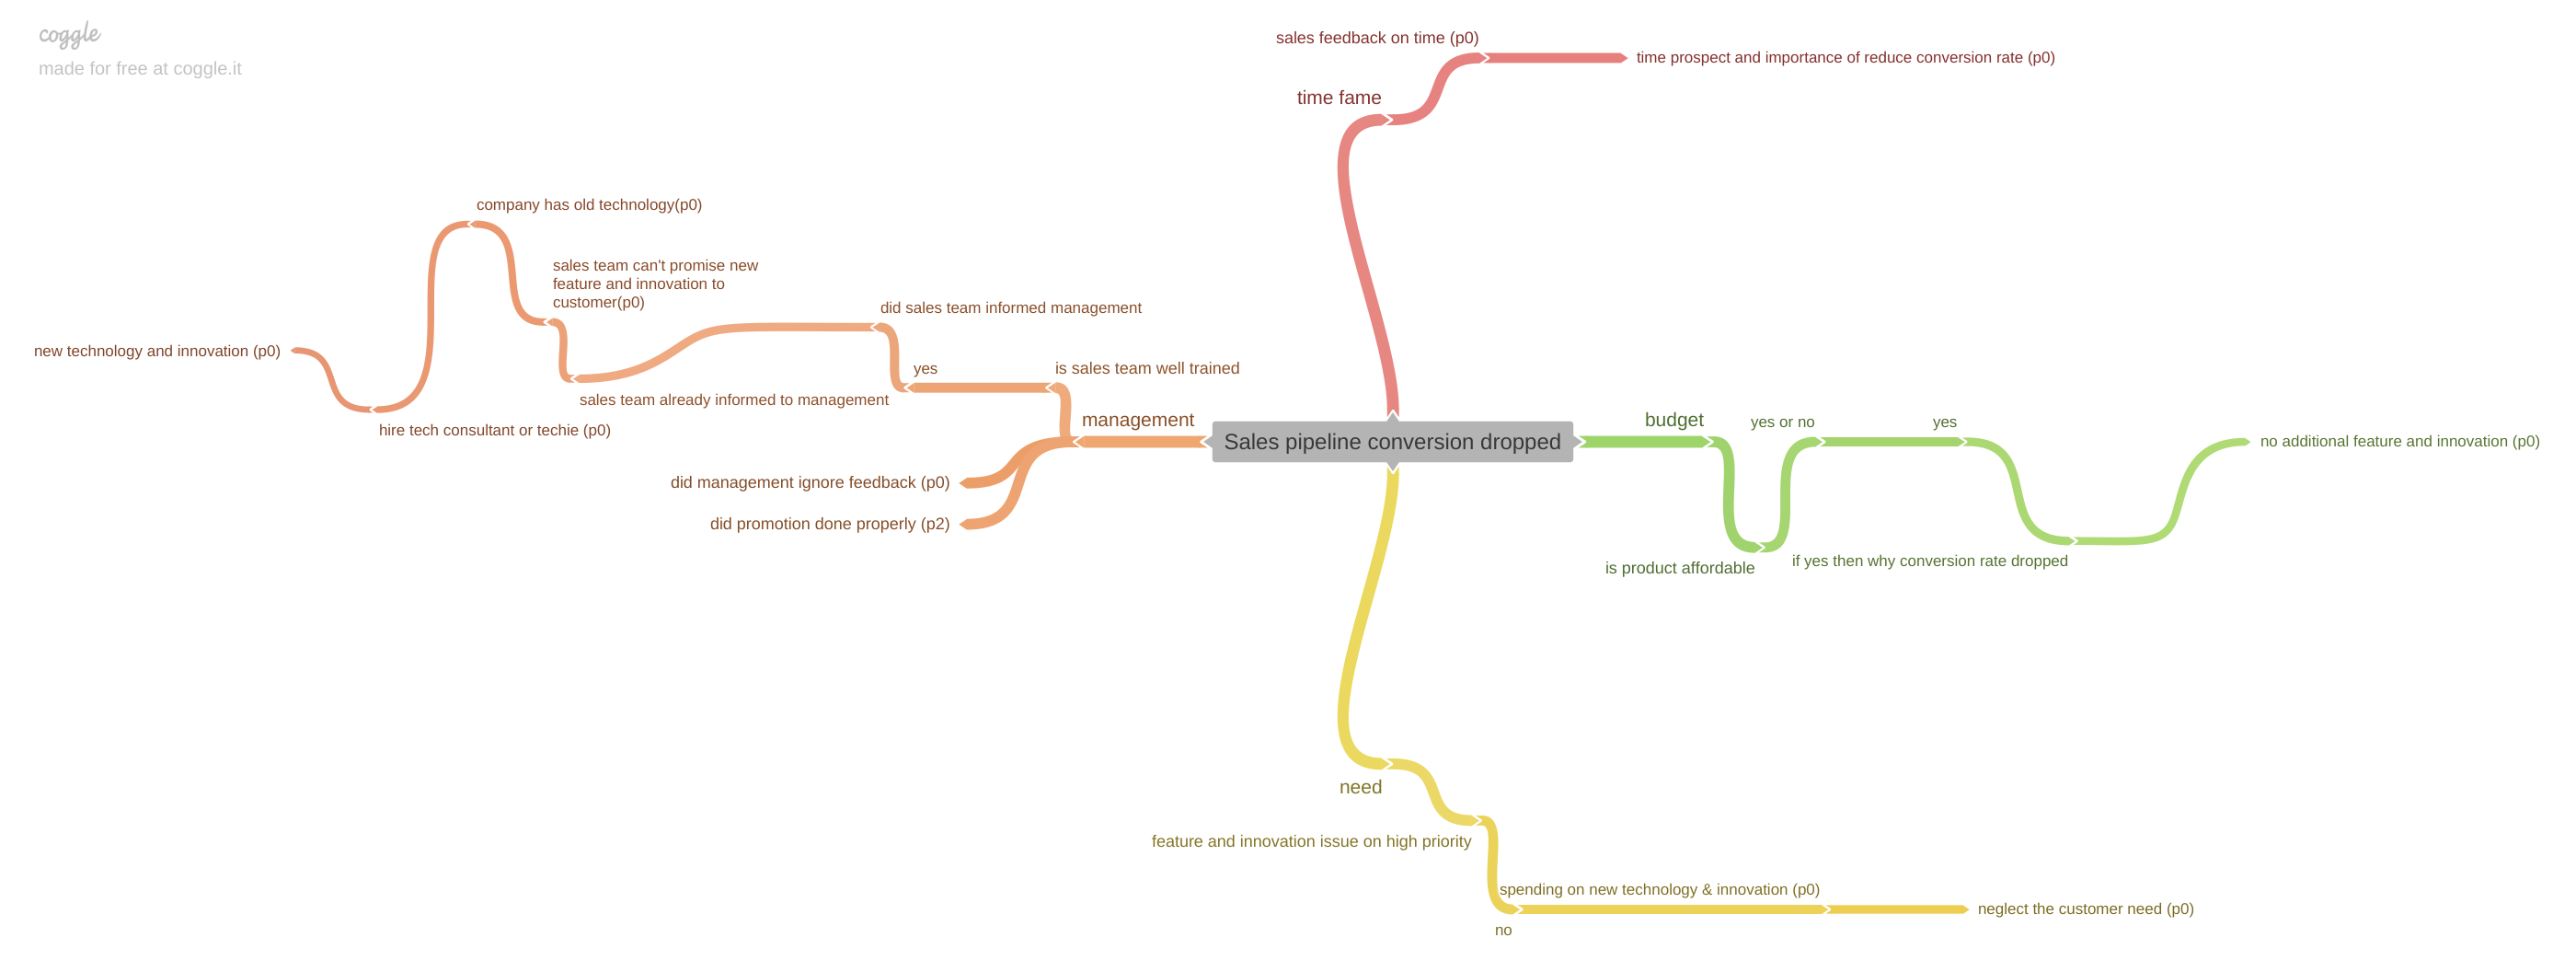 coggle
made for free at coggle.it
sales feedback on time (p0)
time prospect and importance of reduce conversion rate (p0)
time fame
company has old technology(p0)
sales team can't promise new
feature and innovation to
customer(p0)
did sales team informed management
new technology and innovation (p0)
yes
is sales team well trained
sales team already informed to management
hire tech consultant or techie (p0)
management
did management ignore feedback (p0)
did promotion done properly (p2)
Sales pipeline conversion dropped
budget
yes or no
yes
no additional feature and innovation (p0)
is product affordable
if yes then why conversion rate dropped
need
feature and innovation issue on high priority
spending on new technology & innovation (p0)
neglect the customer need (p0)
no